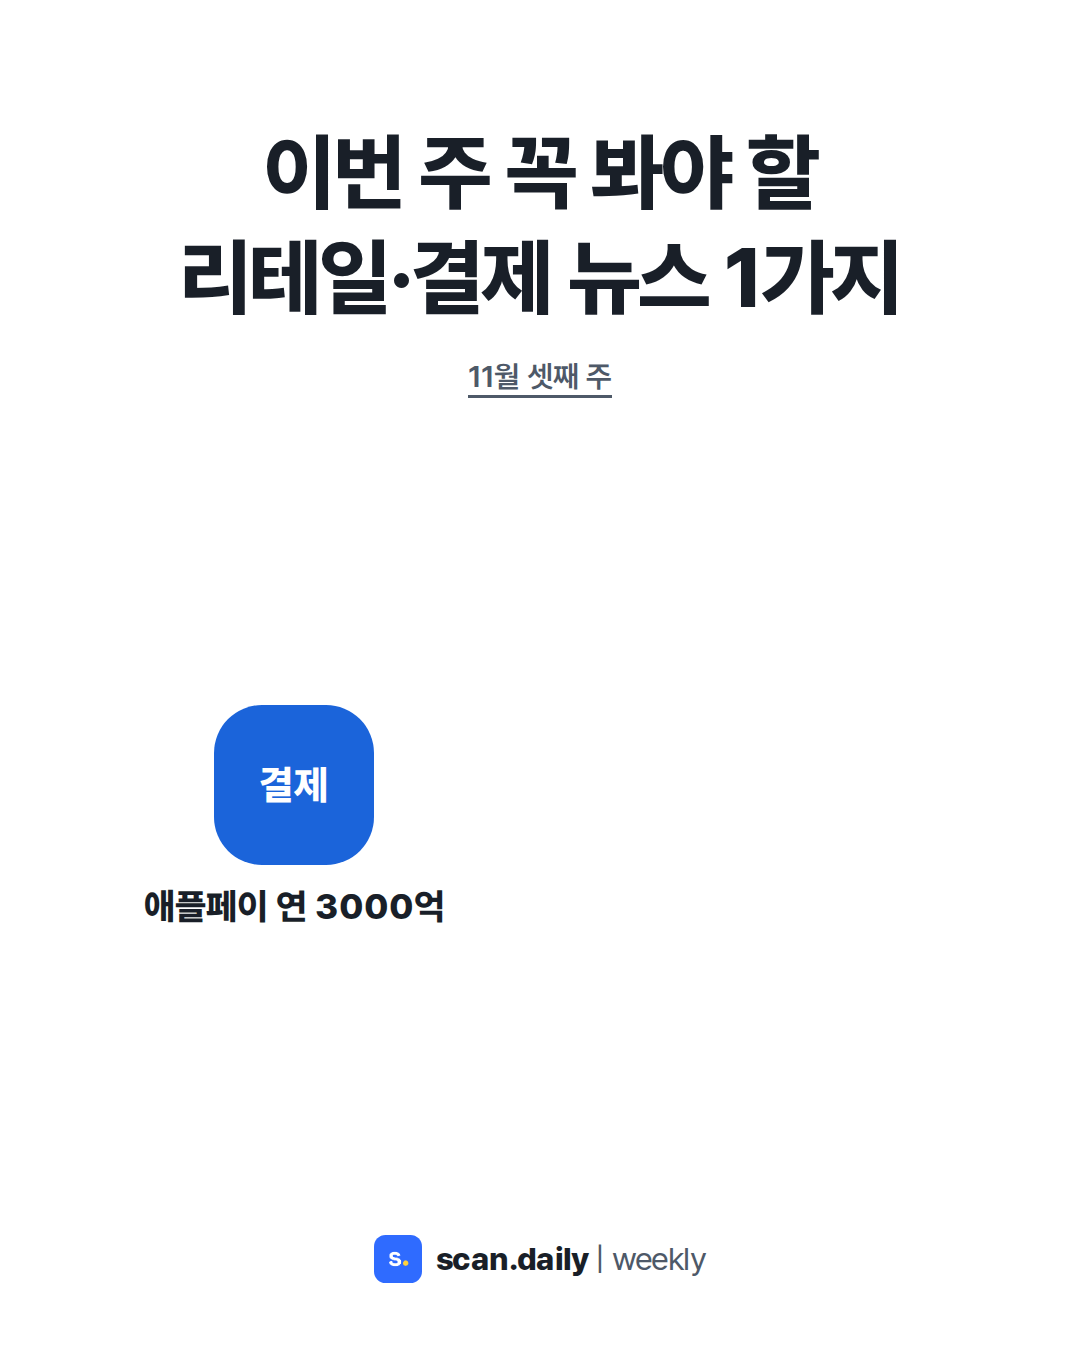 이번 주 꼭 봐야 할
리테일·결제 뉴스 1가지
11월 셋째 주
결제
애플페이 연 3000억
s.
scan.daily | weekly